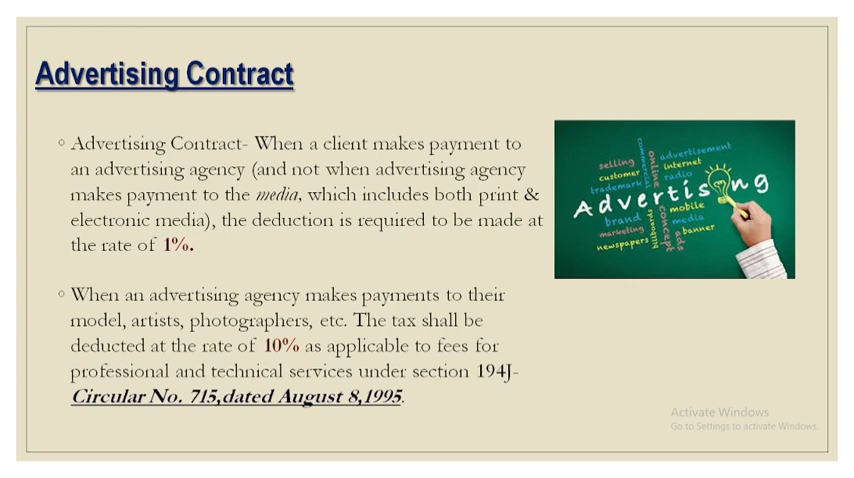 Advertising Contract
◦ Advertising Contract- When a client makes payment to
an advertising agency (and not when advertising agency
makes payment to the media, which includes both print &
electronic media), the deduction is required to be made at
the rate of 1%.
◦ When an advertising agency makes payments to their
model, artists, photographers, etc. The tax shall be
deducted at the rate of 10% as applicable to fees for
professional and technical services under section 194J-
Circular No. 715,dated August 8,1995.
selling
customer
trademark
commercial
online
advertisement
internet
radio
Advertising
brand
marketing
newspapers
billboards
concept
ads
mobile
media
banner
Activate Windows
Go to Settings to activate Windows.